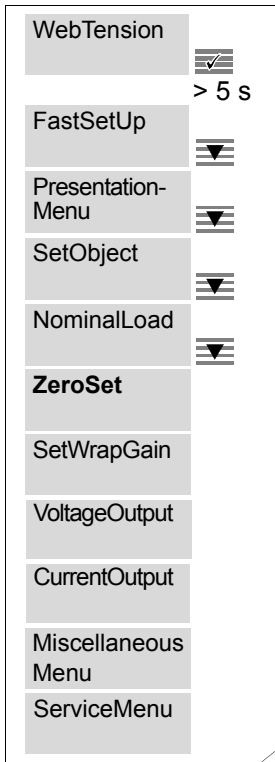 WebTension
> 5 s
FastSetUp
Presentation-
Menu
SetObject
NominalLoad
ZeroSet
SetWrapGain
VoltageOutput
CurrentOutput
Miscellaneous
Menu
ServiceMenu